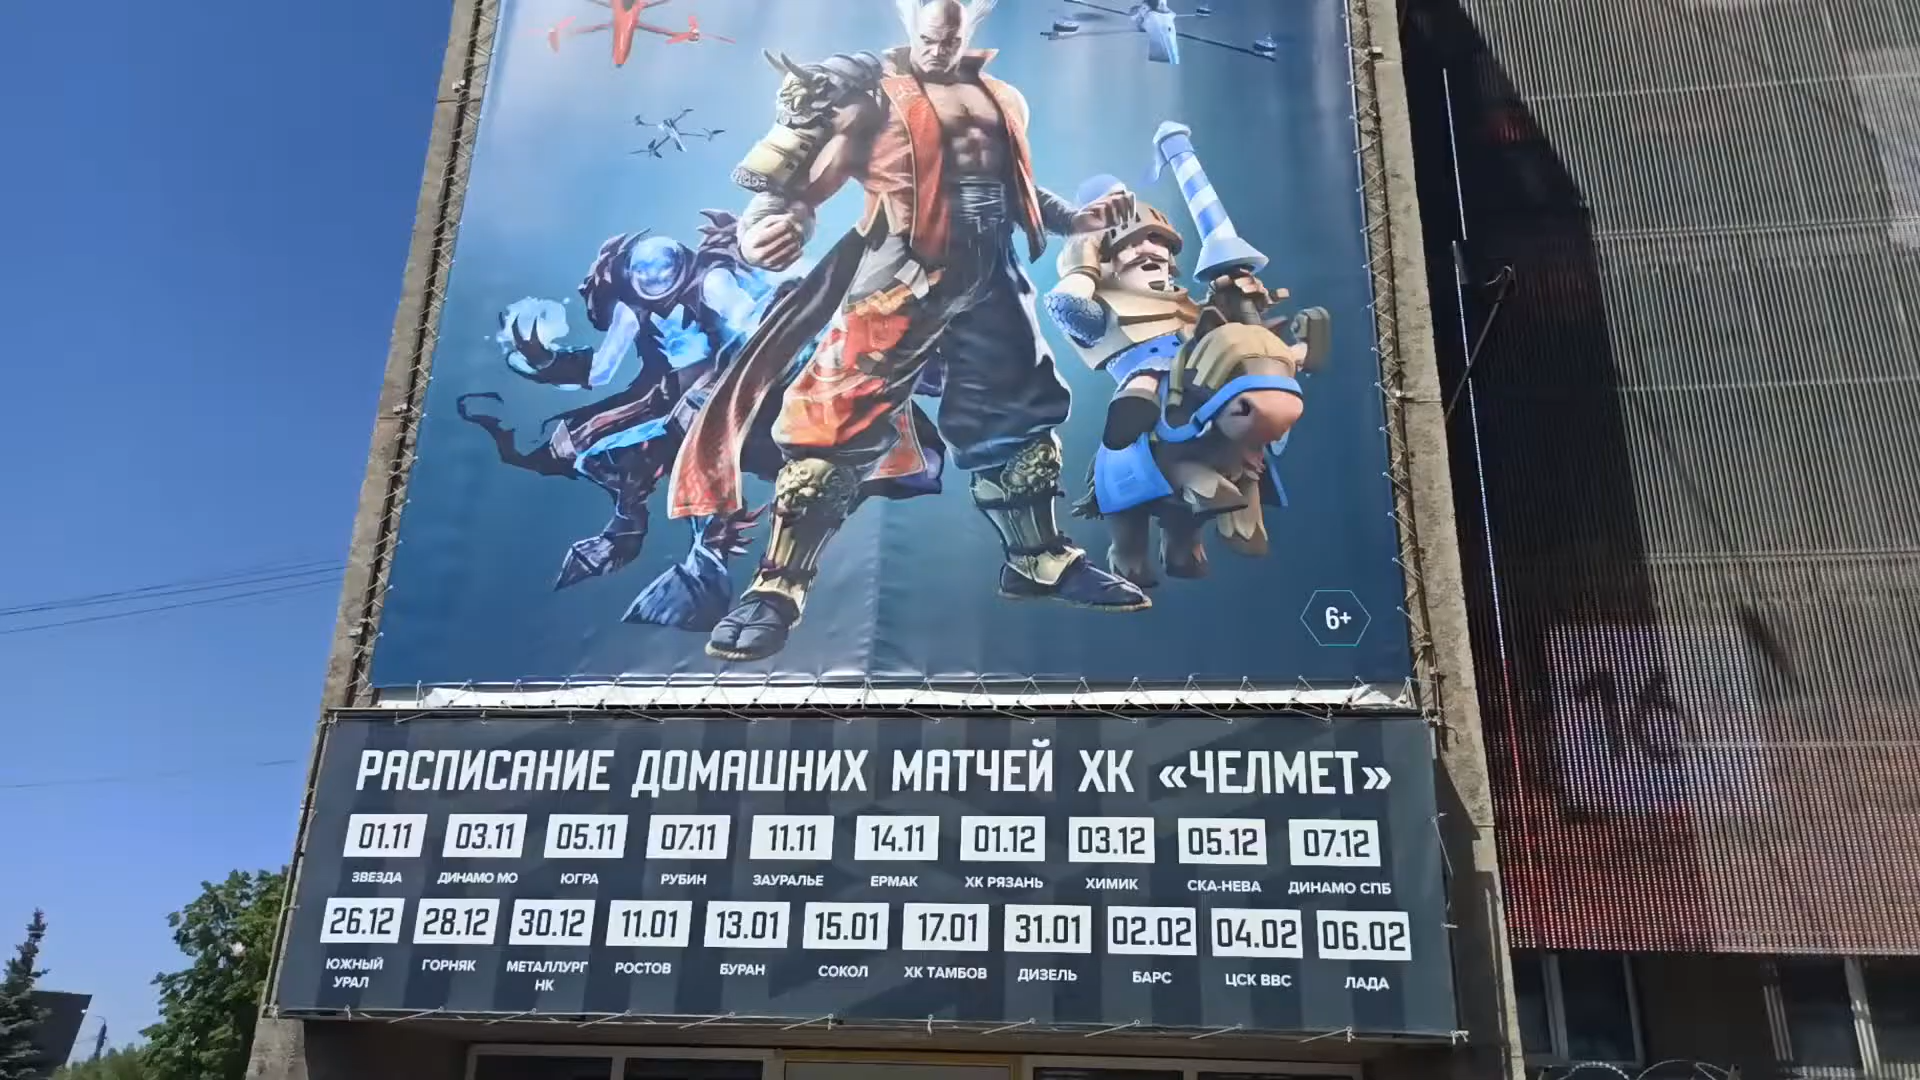 6+
РАСПИСАНИЕ ДОМАШНИХ МАТЧЕЙ ХК «ЧЕЛМЕТ»
01.11 03.11 05.11 07.11 11.11 14.11 01.12 03.12 05.12 07.12
ЗВЕЗДА ДИНАМО МО ЮГРА РУБИН ЗАУРАЛЬЕ ЕРМАК ХК РЯЗАНЬ ХИМИК СКА-НЕВА ДИНАМО СПБ
26.12 28.12 30.12 11.01 13.01 15.01 17.01 31.01 02.02 04.02 06.02
ЮЖНЫЙ УРАЛ ГОРНЯК МЕТАЛЛУРГ НК РОСТОВ БУРАН СОКОЛ ХК ТАМБОВ ДИЗЕЛЬ БАРС ЦСК ВВС ЛАДА
16